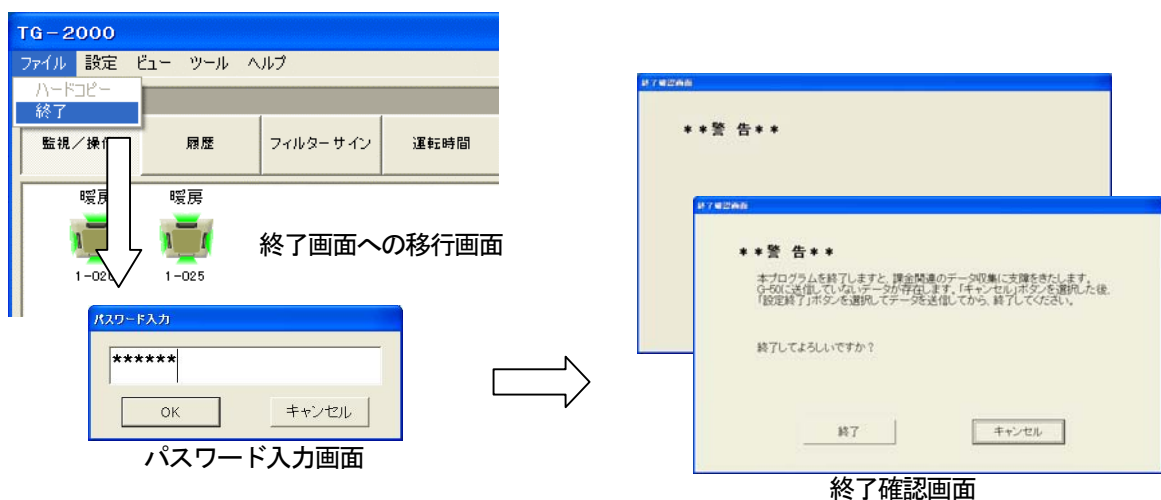 TG-2000
ファイル 設定 ビュー ツール ヘルプ
ハードコピー
終了
監視/操作 履歴 フィルターサイン 運転時間
暖房 暖房
1-026 1-025
終了画面への移行画面
パスワード入力
******
OK キャンセル
パスワード入力画面
終了確認画面
**警 告**
終了確認画面
**警 告**
本プログラムを終了しますと、課金関連のデータ収集に支障をきたします。
G-50に送信していないデータが存在します。「キャンセル」ボタンを選択した後、
「設定終了」ボタンを選択してデータを送信してから、終了してください。
終了してよろしいですか?
終了 キャンセル
終了確認画面